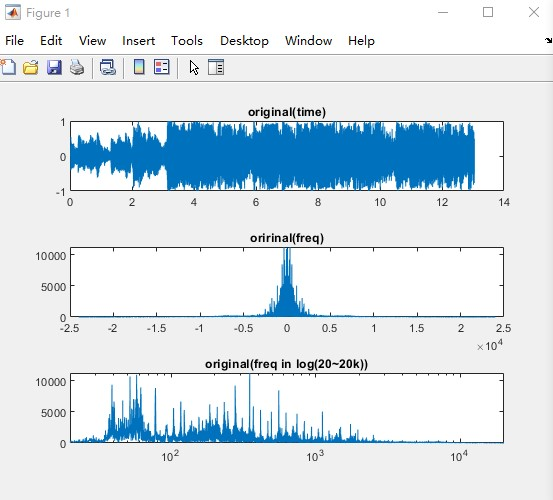 Figure 1
File Edit View Insert Tools Desktop Window Help
original(time)
1
0
-1
0 2 4 6 8 10 12 14
oririnal(freq)
10000
5000
0
-2.5 -2 -1.5 -1 -0.5 0 0.5 1 1.5 2 2.5
×10^4
original(freq in log(20~20k))
10000
5000
0
10^2 10^3 10^4